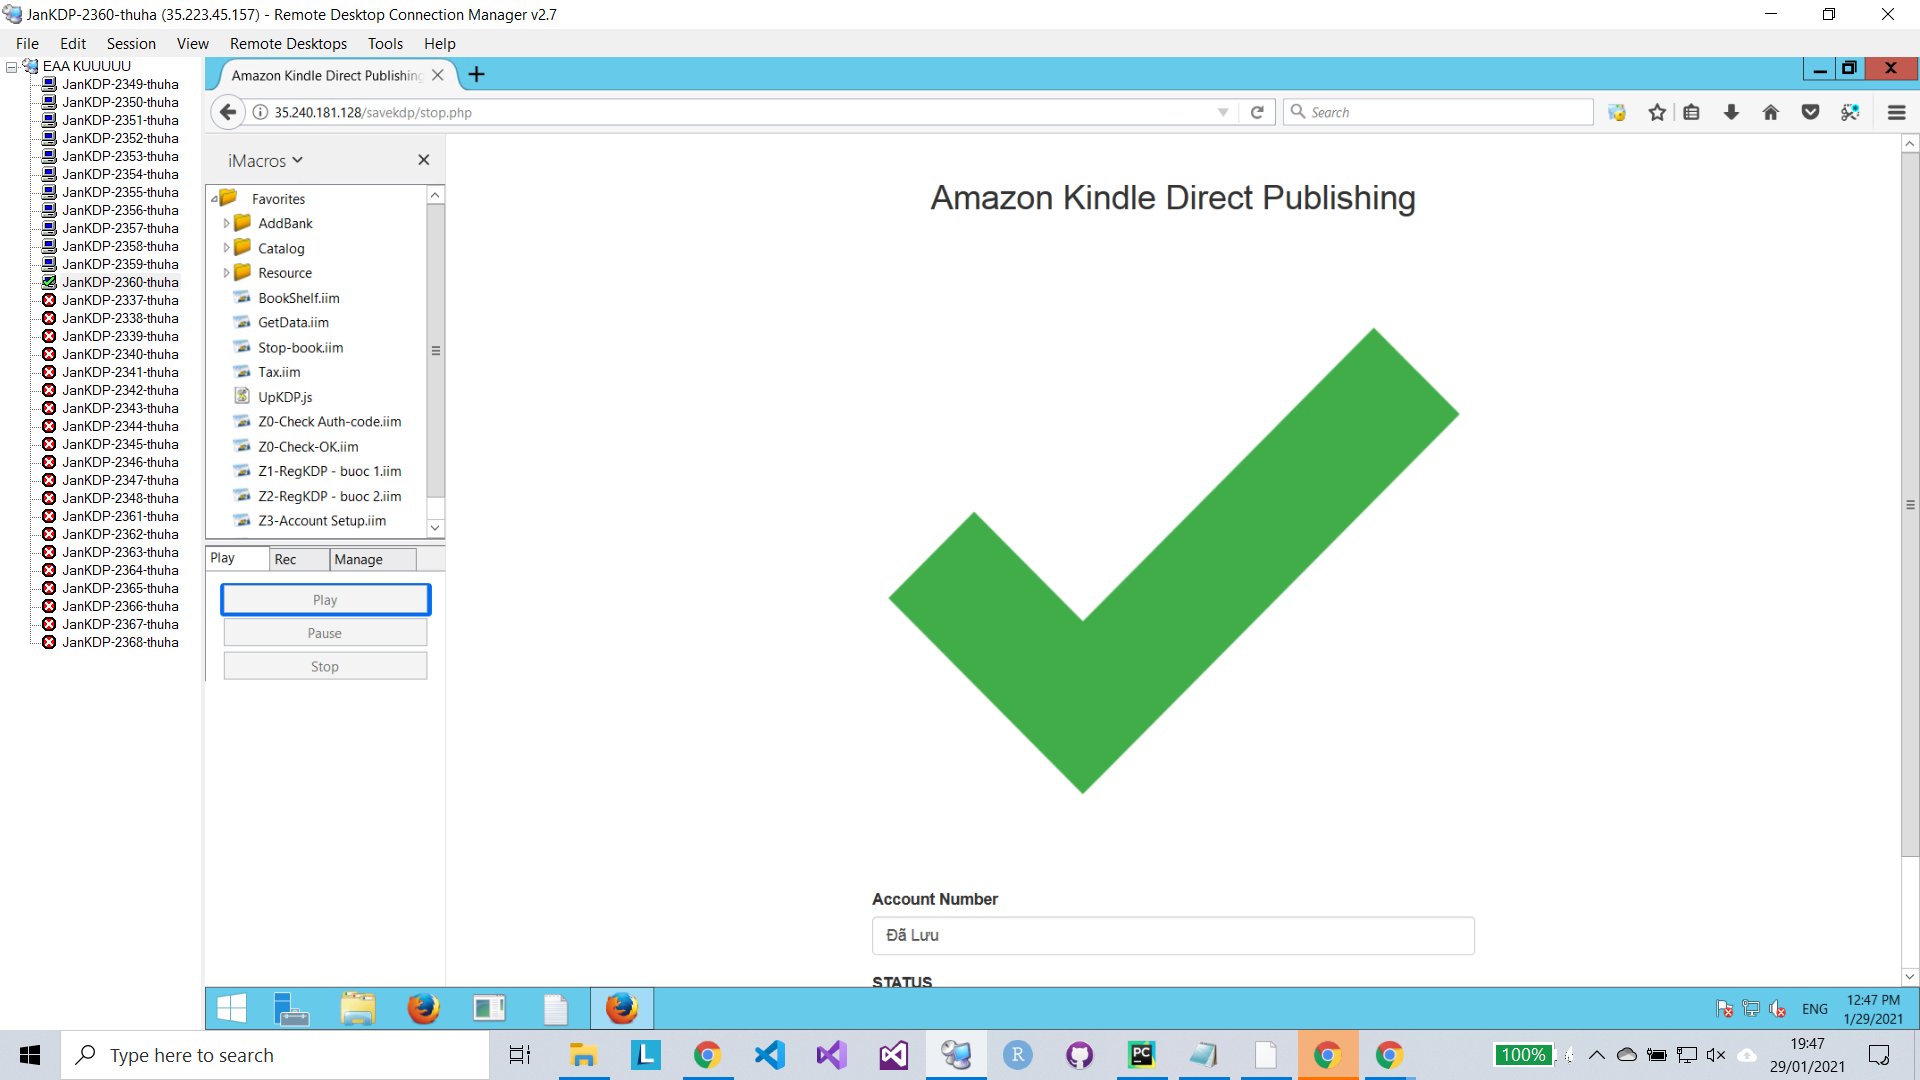 JanKDP-2360-thuha (35.223.45.157) - Remote Desktop Connection Manager v2.7
File Edit Session View Remote Desktops Tools Help
EAA KUUUUU
JanKDP-2349-thuha
JanKDP-2350-thuha
JanKDP-2351-thuha
JanKDP-2352-thuha
JanKDP-2353-thuha
JanKDP-2354-thuha
JanKDP-2355-thuha
JanKDP-2356-thuha
JanKDP-2357-thuha
JanKDP-2358-thuha
JanKDP-2359-thuha
JanKDP-2360-thuha
JanKDP-2337-thuha
JanKDP-2338-thuha
JanKDP-2339-thuha
JanKDP-2340-thuha
JanKDP-2341-thuha
JanKDP-2342-thuha
JanKDP-2343-thuha
JanKDP-2344-thuha
JanKDP-2345-thuha
JanKDP-2346-thuha
JanKDP-2347-thuha
JanKDP-2348-thuha
JanKDP-2361-thuha
JanKDP-2362-thuha
JanKDP-2363-thuha
JanKDP-2364-thuha
JanKDP-2365-thuha
JanKDP-2366-thuha
JanKDP-2367-thuha
JanKDP-2368-thuha
Amazon Kindle Direct Publishing
35.240.181.128/savekdp/stop.php
Search
iMacros
Favorites
AddBank
Catalog
Resource
BookShelf.iim
GetData.iim
Stop-book.iim
Tax.iim
UpKDP.js
Z0-Check Auth-code.iim
Z0-Check-OK.iim
Z1-RegKDP - buoc 1.iim
Z2-RegKDP - buoc 2.iim
Z3-Account Setup.iim
Play Rec Manage
Play
Pause
Stop
Amazon Kindle Direct Publishing
Account Number
Đã Lưu
STATUS
ENG
12:47 PM
1/29/2021
Type here to search
L
R
PC
100%
19:47
29/01/2021